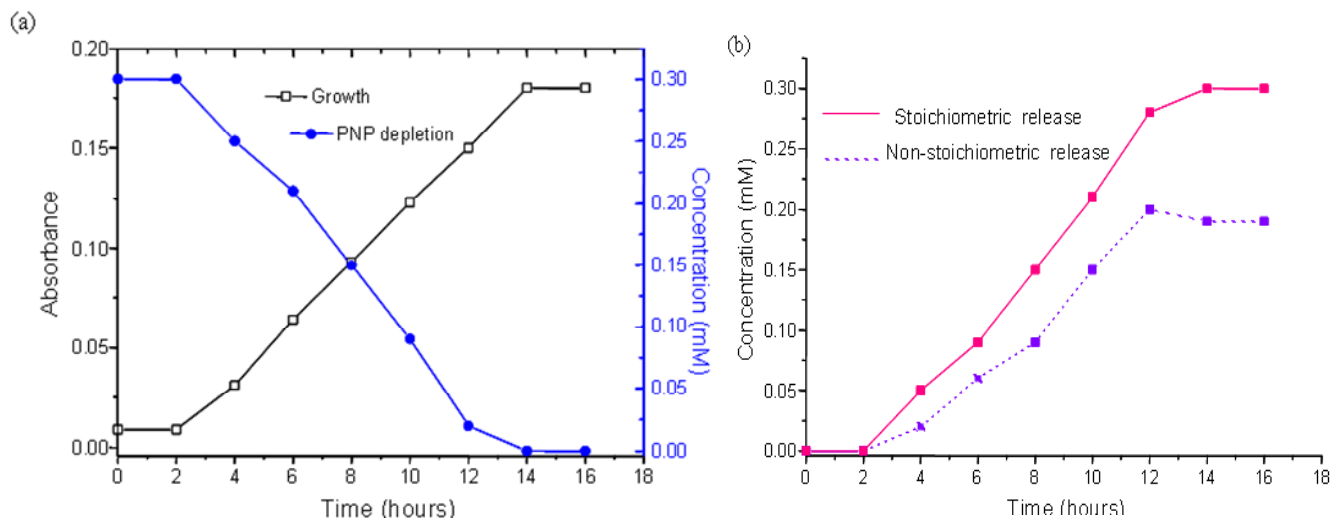 (a)
0.20
0.15
0.10
0.05
0.00
Absorbance
Growth
PNP depletion
0.30
0.25
0.20
0.15
0.10
0.05
0.00
Concentration (mM)
0 2 4 6 8 10 12 14 16 18
Time (hours)
(b)
0.30
0.25
0.20
0.15
0.10
0.05
0.00
Concentration (mM)
Stoichiometric release
Non-stoichiometric release
0 2 4 6 8 10 12 14 16 18
Time (hours)